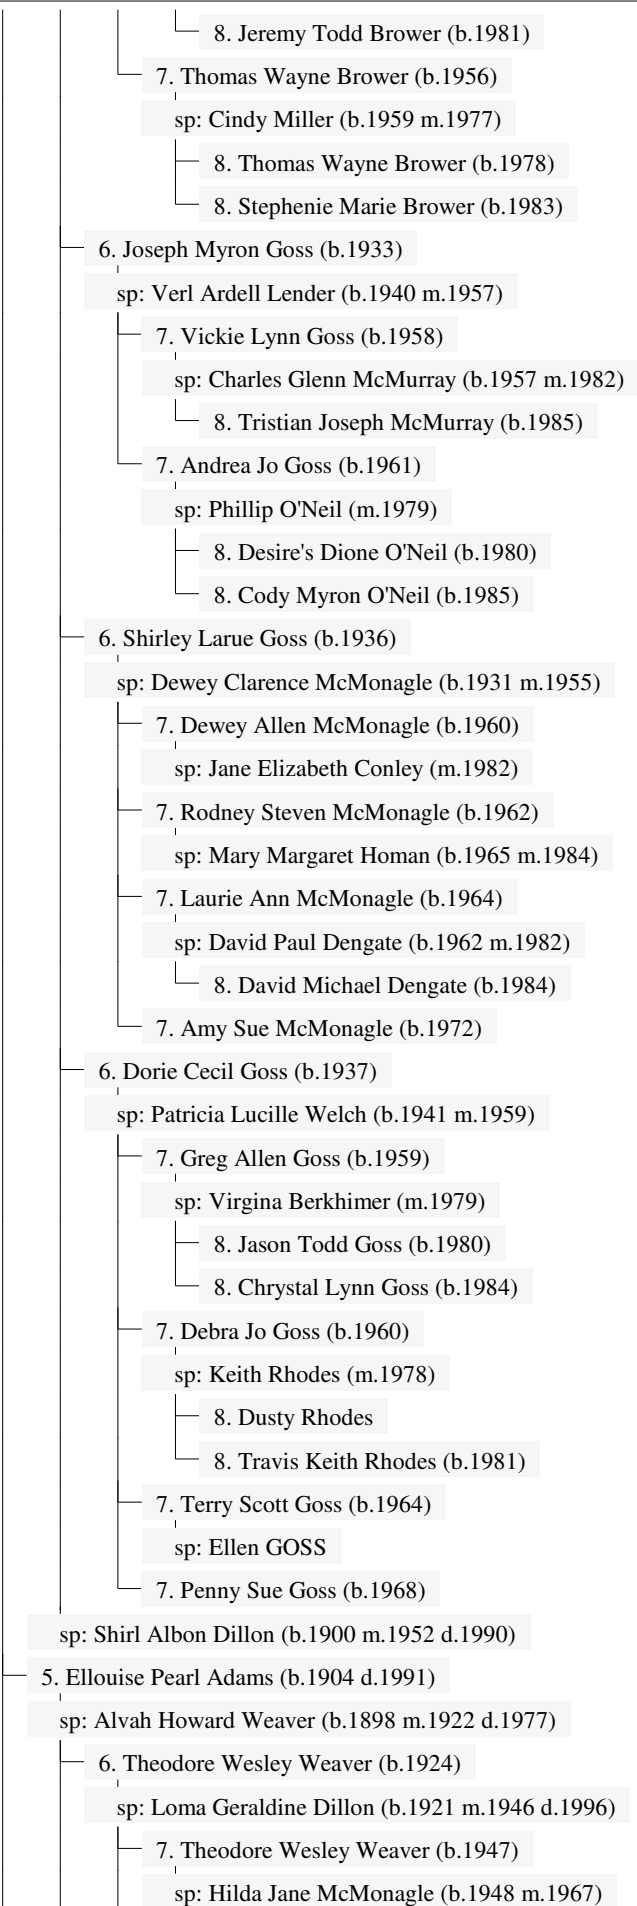 8. Jeremy Todd Brower (b.1981)
7. Thomas Wayne Brower (b.1956)
sp: Cindy Miller (b.1959 m.1977)
8. Thomas Wayne Brower (b.1978)
8. Stephenie Marie Brower (b.1983)
6. Joseph Myron Goss (b.1933)
sp: Verl Ardell Lender (b.1940 m.1957)
7. Vickie Lynn Goss (b.1958)
sp: Charles Glenn McMurray (b.1957 m.1982)
8. Tristian Joseph McMurray (b.1985)
7. Andrea Jo Goss (b.1961)
sp: Phillip O'Neil (m.1979)
8. Desire's Dione O'Neil (b.1980)
8. Cody Myron O'Neil (b.1985)
6. Shirley Larue Goss (b.1936)
sp: Dewey Clarence McMonagle (b.1931 m.1955)
7. Dewey Allen McMonagle (b.1960)
sp: Jane Elizabeth Conley (m.1982)
7. Rodney Steven McMonagle (b.1962)
sp: Mary Margaret Homan (b.1965 m.1984)
7. Laurie Ann McMonagle (b.1964)
sp: David Paul Dengate (b.1962 m.1982)
8. David Michael Dengate (b.1984)
7. Amy Sue McMonagle (b.1972)
6. Dorie Cecil Goss (b.1937)
sp: Patricia Lucille Welch (b.1941 m.1959)
7. Greg Allen Goss (b.1959)
sp: Virgina Berkhimer (m.1979)
8. Jason Todd Goss (b.1980)
8. Chrystal Lynn Goss (b.1984)
7. Debra Jo Goss (b.1960)
sp: Keith Rhodes (m.1978)
8. Dusty Rhodes
8. Travis Keith Rhodes (b.1981)
7. Terry Scott Goss (b.1964)
sp: Ellen GOSS
7. Penny Sue Goss (b.1968)
sp: Shirl Albon Dillon (b.1900 m.1952 d.1990)
5. Ellouise Pearl Adams (b.1904 d.1991)
sp: Alvah Howard Weaver (b.1898 m.1922 d.1977)
6. Theodore Wesley Weaver (b.1924)
sp: Loma Geraldine Dillon (b.1921 m.1946 d.1996)
7. Theodore Wesley Weaver (b.1947)
sp: Hilda Jane McMonagle (b.1948 m.1967)